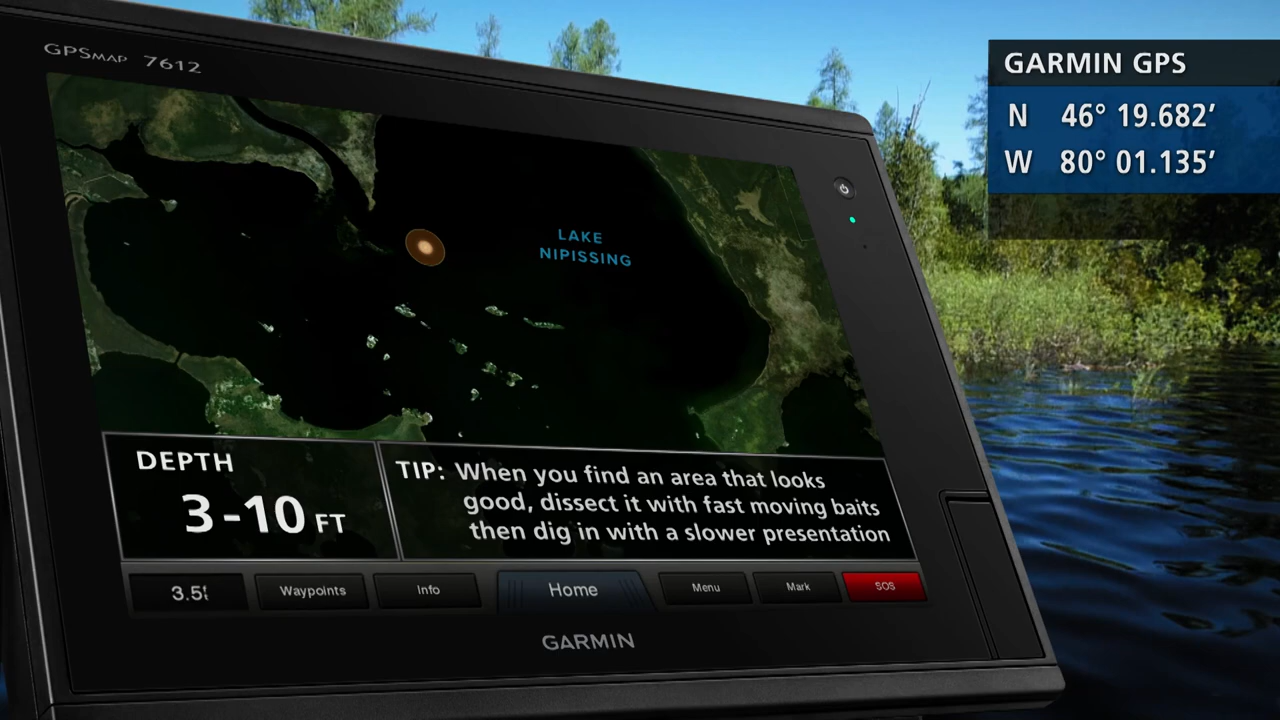 GPSMAP 7612
GARMIN GPS
N 46° 19.682′
W 80° 01.135′
LAKE
NIPISSING
DEPTH
3-10 FT
TIP: When you find an area that looks
good, dissect it with fast moving baits
then dig in with a slower presentation
Waypoints
Info
Home
Menu
Mark
SOS
GARMIN